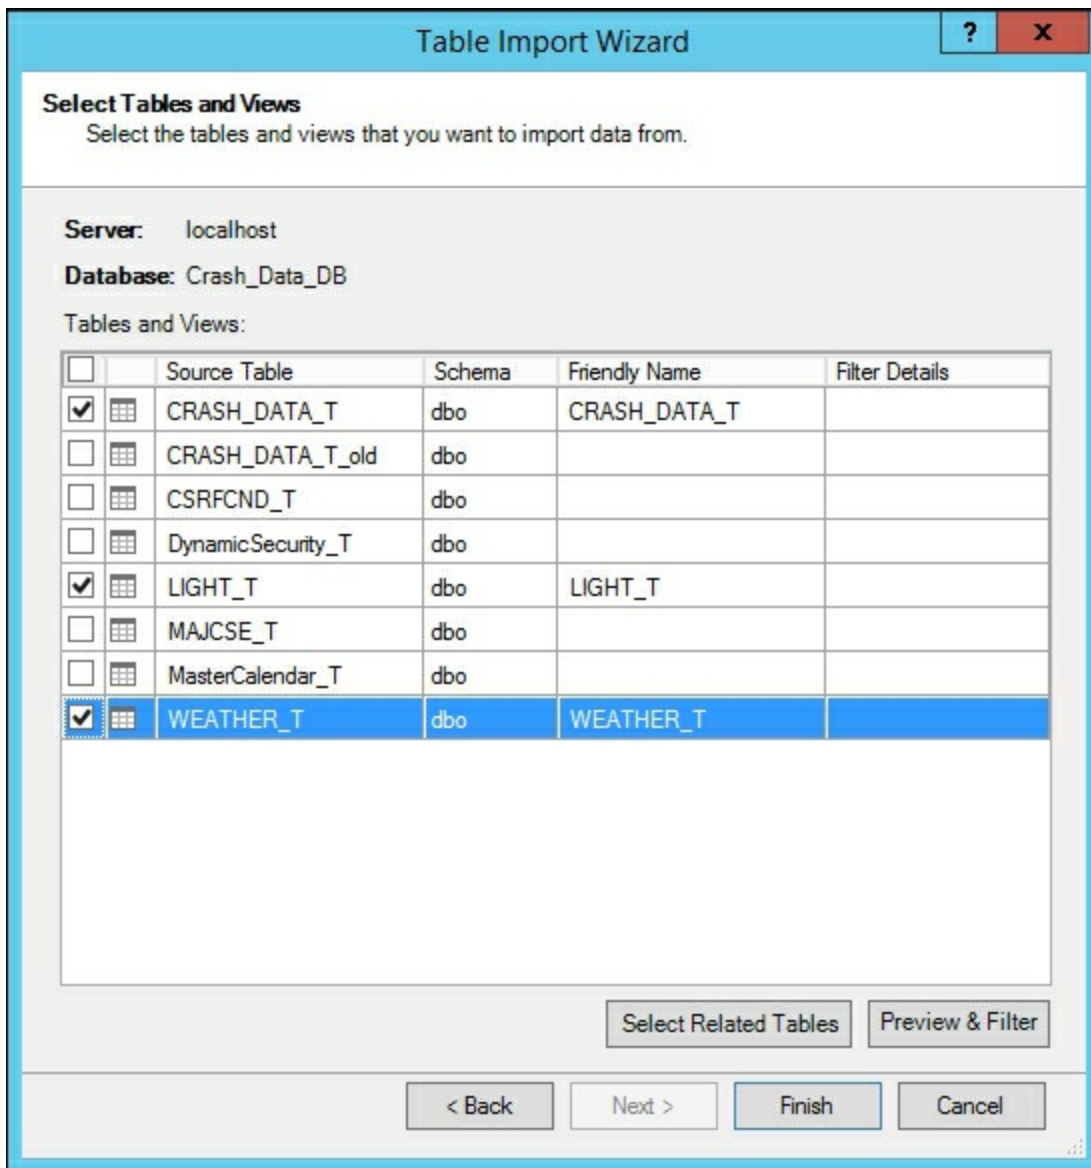 Table Import Wizard
? x
Select Tables and Views
Select the tables and views that you want to import data from.
Server: localhost
Database: Crash_Data_DB
Tables and Views:
Source Table Schema Friendly Name Filter Details
CRASH_DATA_T dbo CRASH_DATA_T
CRASH_DATA_T_old dbo
CSRFCND_T dbo
DynamicSecurity_T dbo
LIGHT_T dbo LIGHT_T
MAJCSE_T dbo
MasterCalendar_T dbo
WEATHER_T dbo WEATHER_T
Select Related Tables Preview & Filter
< Back Next > Finish Cancel